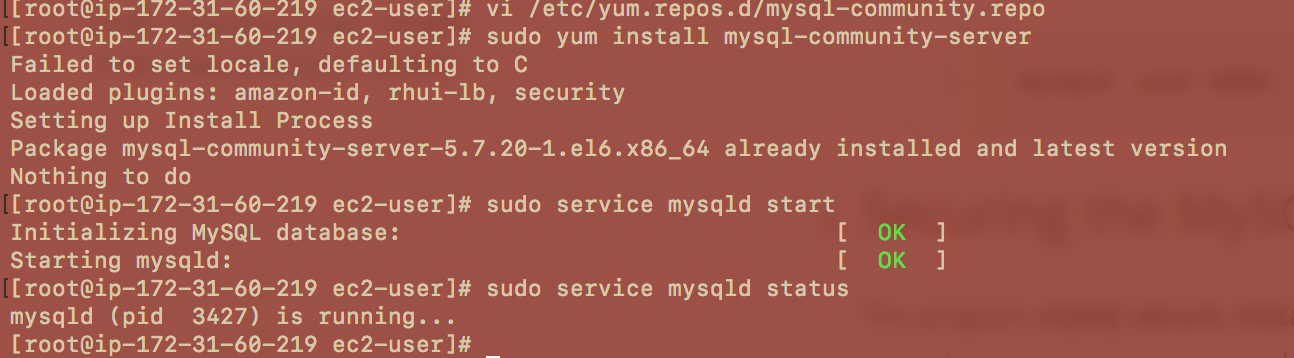 [root@ip-172-31-60-219 ec2-user]# vi /etc/yum.repos.d/mysql-community.repo
[[root@ip-172-31-60-219 ec2-user]# sudo yum install mysql-community-server
Failed to set locale, defaulting to C
Loaded plugins: amazon-id, rhui-lb, security
Setting up Install Process
Package mysql-community-server-5.7.20-1.el6.x86_64 already installed and latest version
Nothing to do
[[root@ip-172-31-60-219 ec2-user]# sudo service mysqld start
Initializing MySQL database: [ OK ]
Starting mysqld: [ OK ]
[[root@ip-172-31-60-219 ec2-user]# sudo service mysqld status
mysqld (pid 3427) is running...
[root@ip-172-31-60-219 ec2-user]#
Securing the MySQ